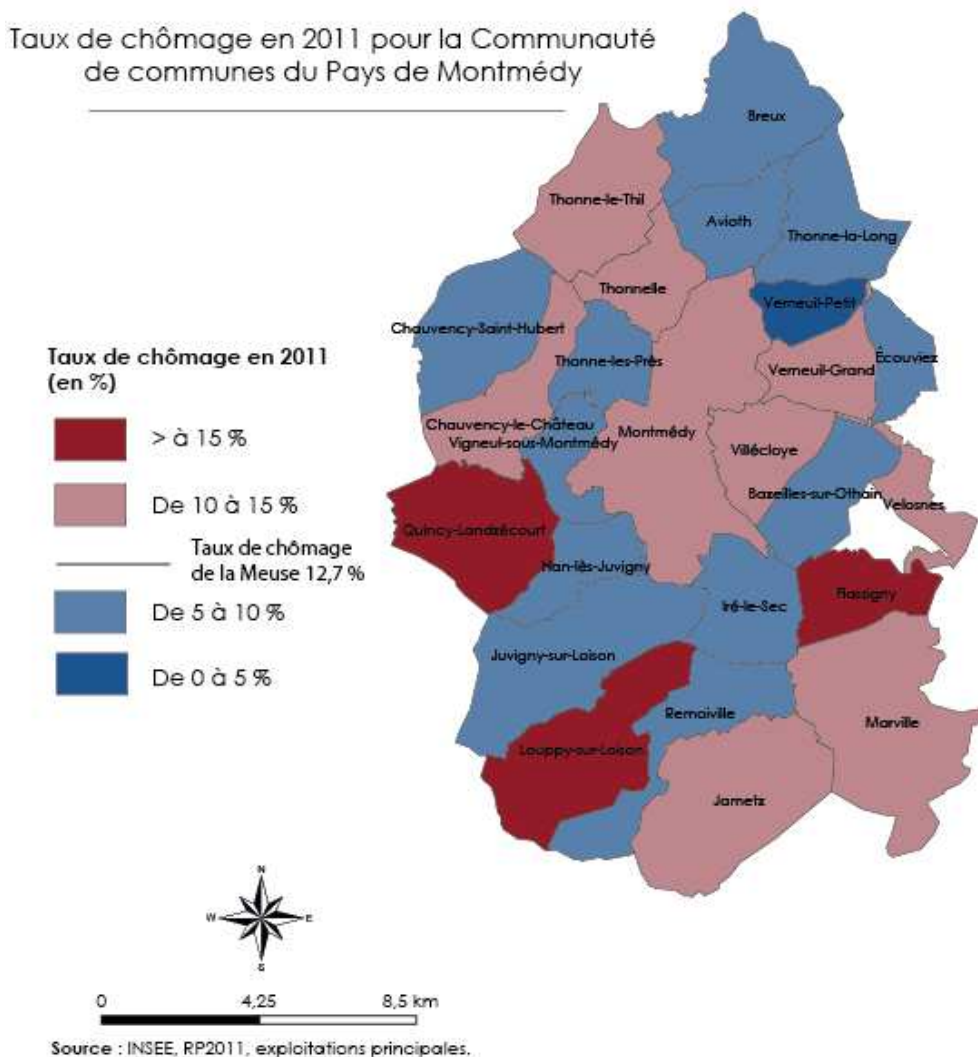 Taux de chômage en 2011 pour la Communauté
de communes du Pays de Montmédy
Breux
Thonne-le-Thil
Avioth
Thonne-la-Long
Thonnelle
Verneuil-Petit
Chauvency-Saint-Hubert
Thonne-les-Près
Écouviez
Verneuil-Grand
Taux de chômage en 2011
(en %)
> à 15 %
De 10 à 15 %
Taux de chômage
de la Meuse 12,7 %
De 5 à 10 %
De 0 à 5 %
Chauvency-le-Château
Vigneul-sous-Montmédy
Montmédy
Villécloye
Bazeilles-sur-Othain
Velosnes
Quincy-Landzécourt
Han-lès-Juvigny
Iré-le-Sec
Flassigny
Juvigny-sur-Loison
Remoiville
Marville
Louppy-sur-Loison
Jametz
N
W
E
S
0
4,25
8,5 km
Source : INSEE, RP2011, exploitations principales.